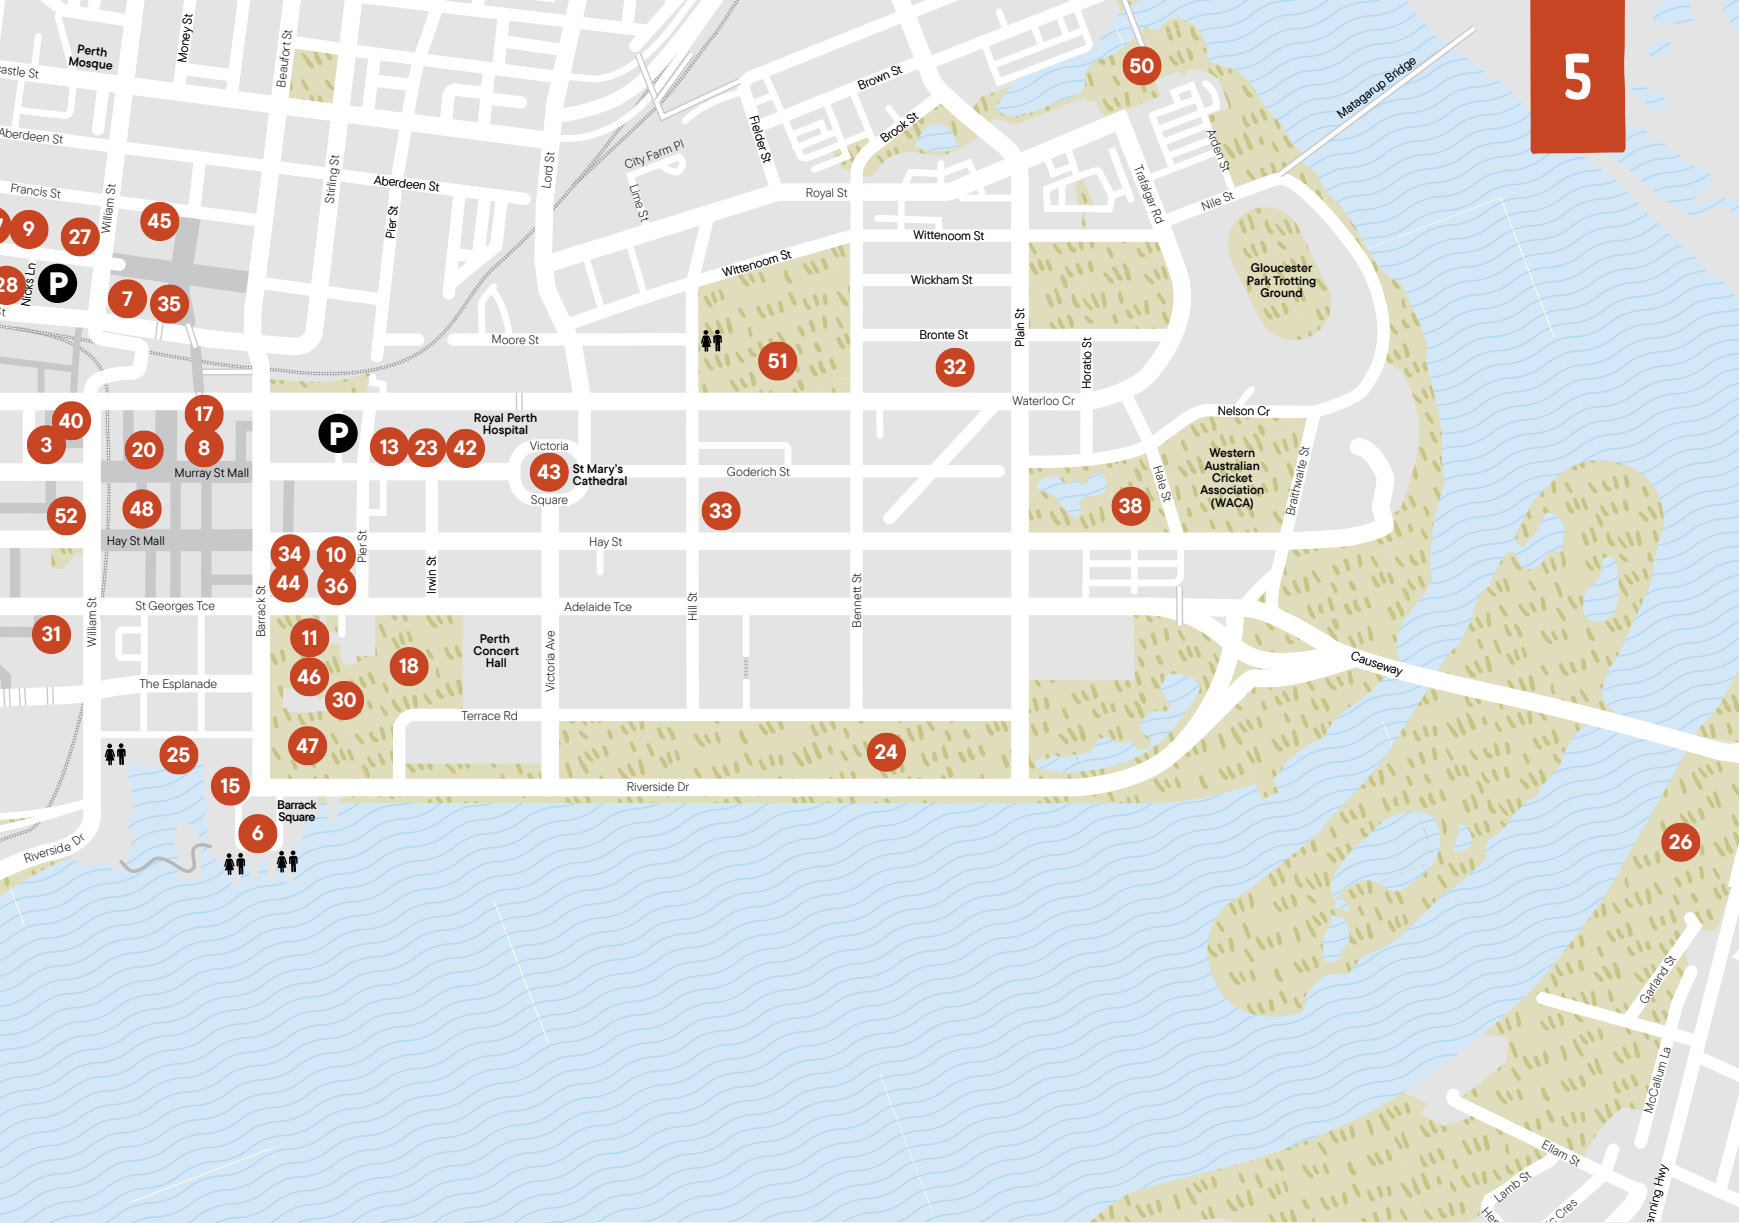 5
Perth
Mosque
Money St
Beaufort St
astle St
Aberdeen St
Francis St
William St
Stirling St
Aberdeen St
Pier St
Lord St
City Farm Pl
Lime St
Fielder St
Brown St
Brook St
Royal St
50
Matagarup Bridge
Arden St
Trafalgar Rd
Nile St
7
9
27
45
28
Nicks Ln
P
7
35
Wittenoom St
Wittenoom St
Wickham St
Bronte St
Plain St
Horatio St
Gloucester
Park Trotting
Ground
Moore St
51
32
Waterloo Cr
Nelson Cr
40
3
20
17
8
Murray St Mall
P
13
23
42
Royal Perth
Hospital
Victoria
43
Square
St Mary's
Cathedral
Goderich St
33
38
Hale St
Western
Australian
Cricket
Association
(WACA)
Braithwaite St
52
48
Hay St Mall
34
10
44
36
Pier St
Irwin St
Hay St
Hill St
Bennett St
31
William St
St Georges Tce
Barrack St
Adelaide Tce
Victoria Ave
11
46
18
30
47
Perth
Concert
Hall
The Esplanade
Terrace Rd
24
Causeway
25
15
Riverside Dr
Barrack
Square
6
Riverside Dr
26
Garland St
McCallum La
Ellam St
Lamb St
anning Hwy